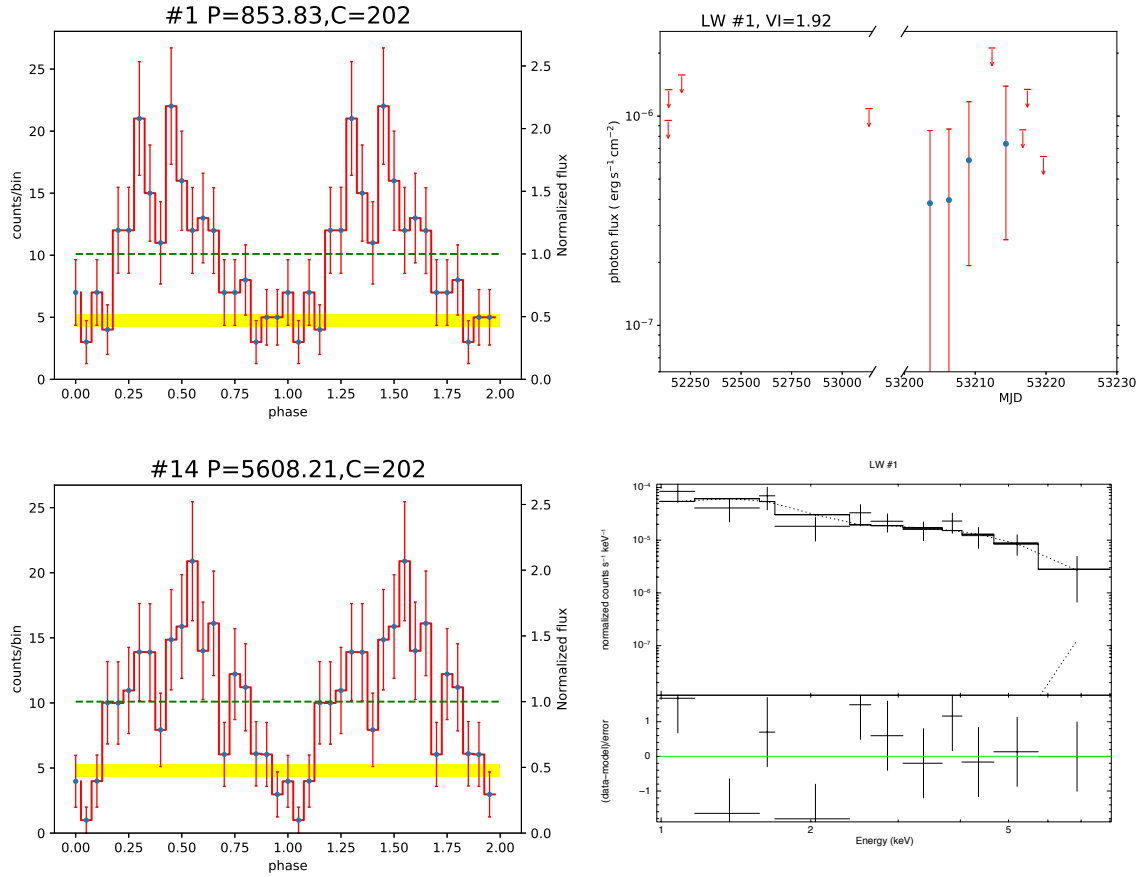 #1 P=853.83,C=202
counts/bin
25
20
15
10
5
0
2.5
2.0
1.5
1.0
0.5
0.0
Normalized flux
0.00 0.25 0.50 0.75 1.00 1.25 1.50 1.75 2.00
phase
LW #1, VI=1.92
photon flux ( erg s⁻¹ cm⁻²)
10⁻⁶
10⁻⁷
52250 52500 52750 53000 53200 53210 53220 53230
MJD
#14 P=5608.21,C=202
counts/bin
25
20
15
10
5
0
2.5
2.0
1.5
1.0
0.5
0.0
Normalized flux
0.00 0.25 0.50 0.75 1.00 1.25 1.50 1.75 2.00
phase
LW #1
normalized counts s⁻¹ keV⁻¹
10⁻⁴
10⁻⁵
10⁻⁶
10⁻⁷
(data−model)/error
1
0
−1
1 2 5
Energy (keV)